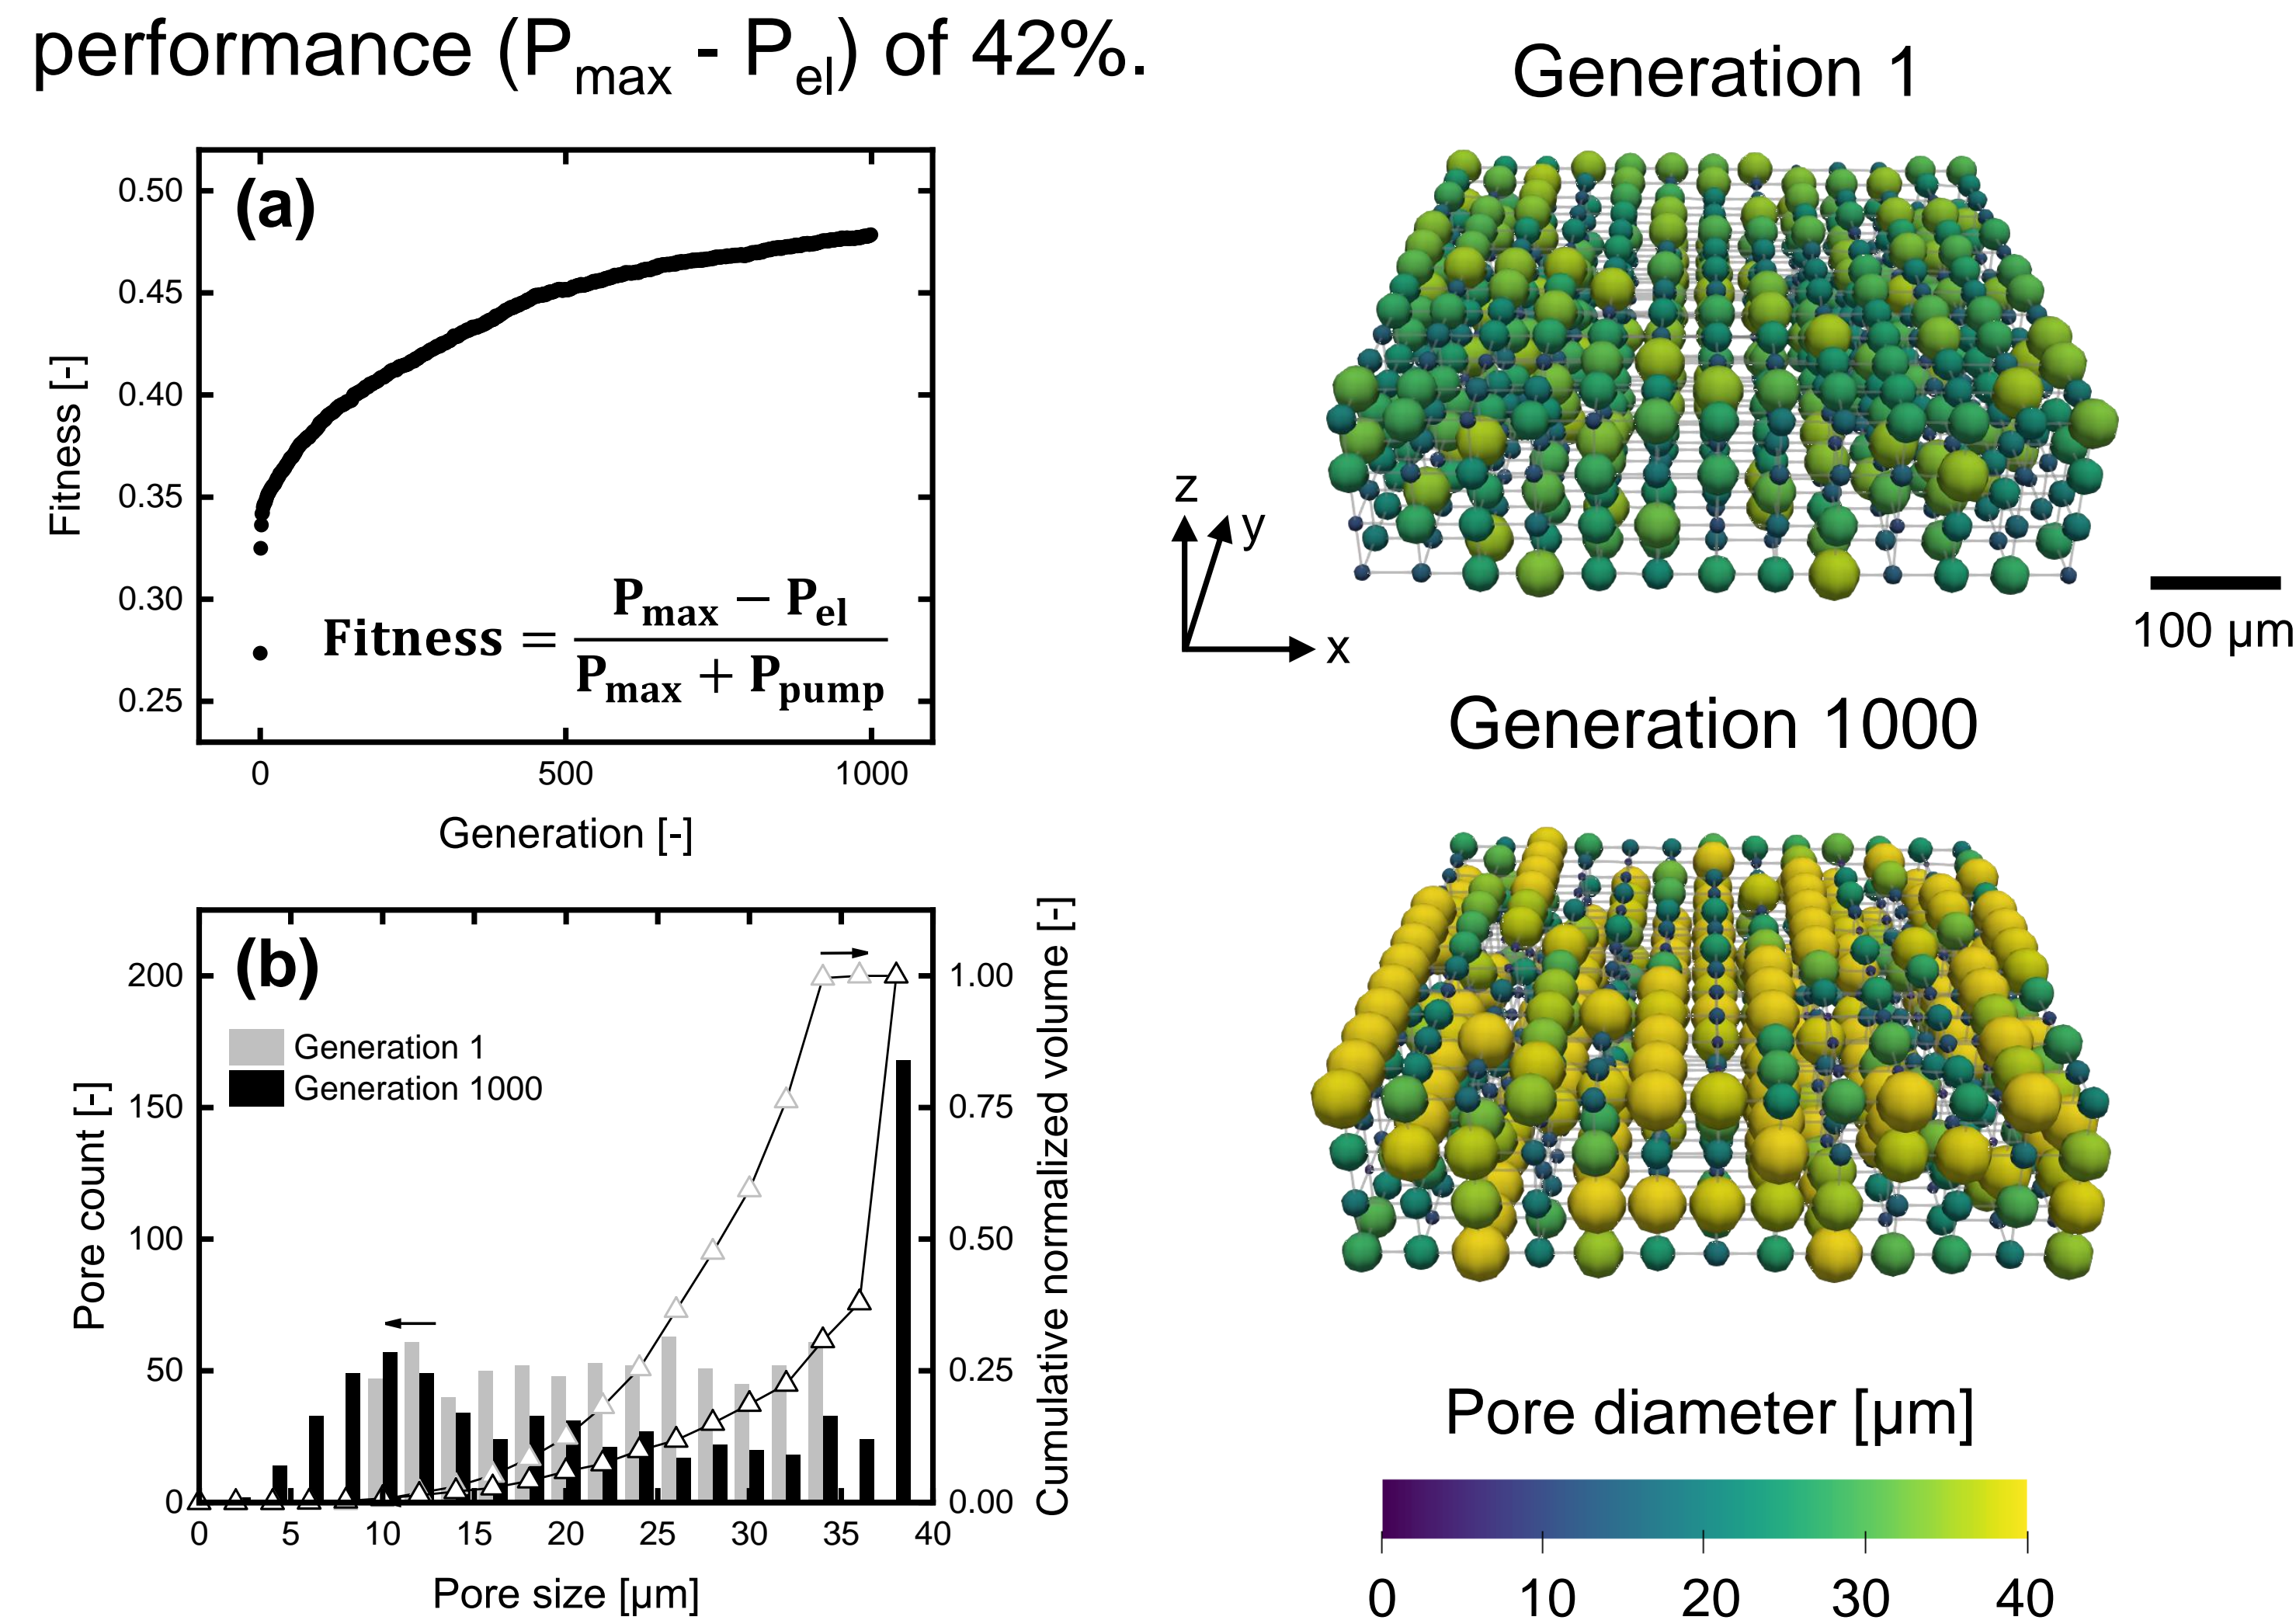 performance (Pmax - Pel) of 42%.
(a)
Fitness [-]
0.50
0.45
0.40
0.35
0.30
0.25
Fitness = (Pmax − Pel) / (Pmax + Ppump)
0 500 1000
Generation [-]
(b)
Generation 1
Generation 1000
Pore count [-]
200
150
100
50
0
Cumulative normalized volume [-]
1.00
0.75
0.50
0.25
0.00
0 5 10 15 20 25 30 35 40
Pore size [µm]
Generation 1
z
y
x
100 µm
Generation 1000
Pore diameter [µm]
0 10 20 30 40